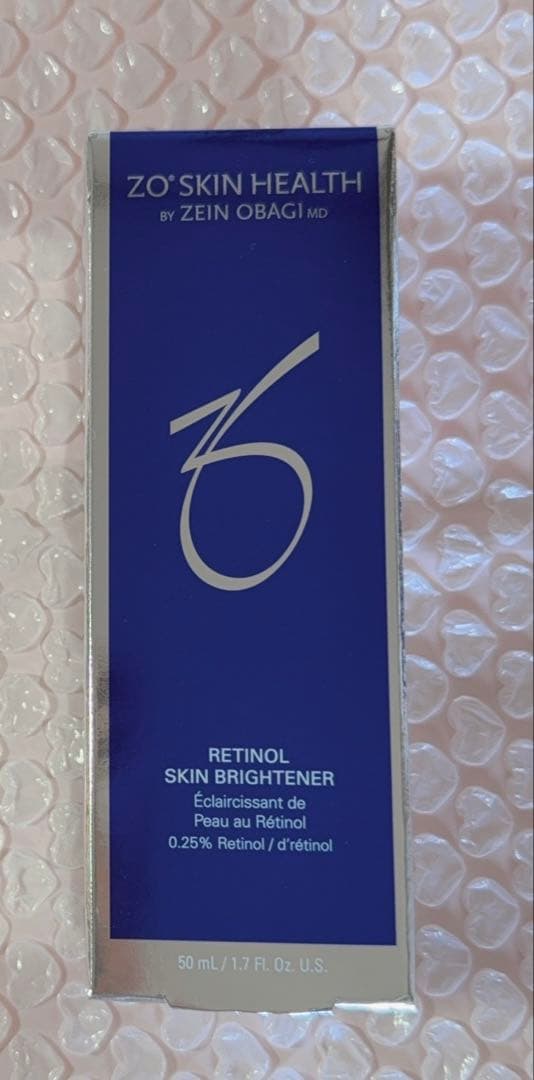 ZO® SKIN HEALTH
BY ZEIN OBAGI MD
ZO
RETINOL
SKIN BRIGHTENER
Éclaircissant de
Peau au Rétinol
0.25% Retinol / d'rétinol
50 mL / 1.7 Fl. Oz. U.S.